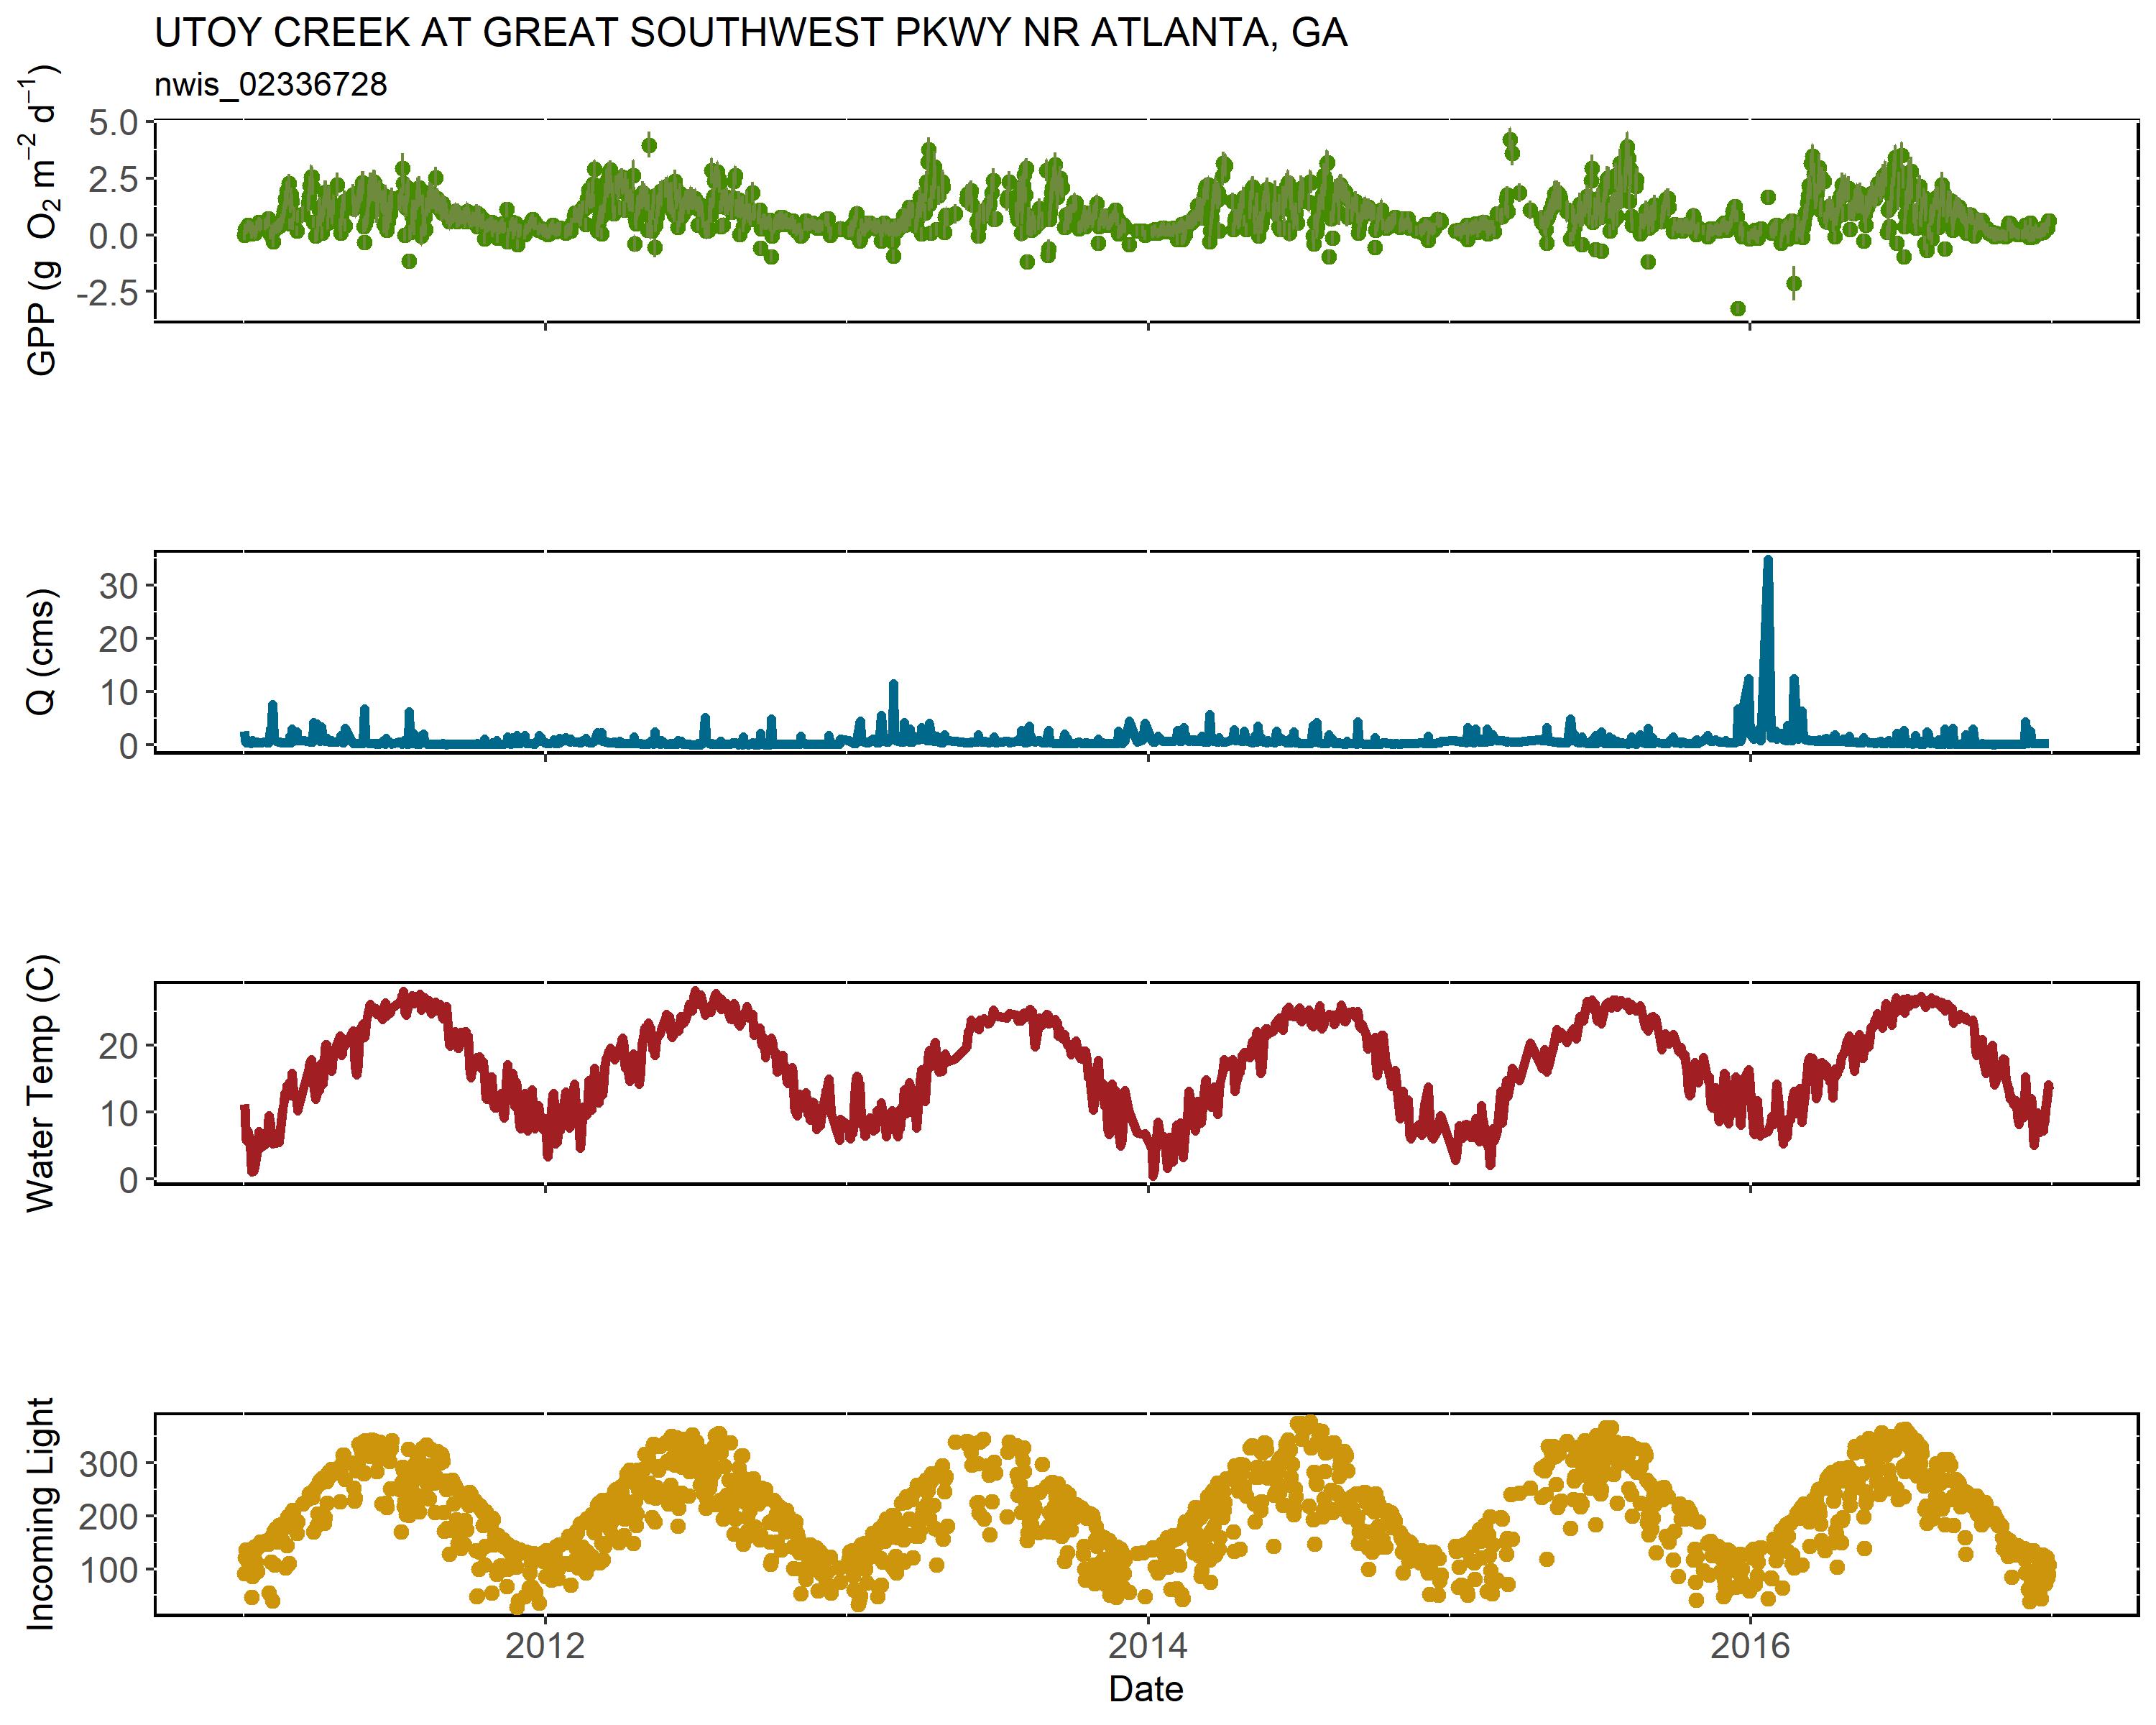 UTOY CREEK AT GREAT SOUTHWEST PKWY NR ATLANTA, GA
nwis_02336728
GPP (g O₂ m⁻² d⁻¹)
5.0
2.5
0.0
-2.5
Q (cms)
30
20
10
0
Water Temp (C)
20
10
0
Incoming Light
300
200
100
2012 2014 2016
Date